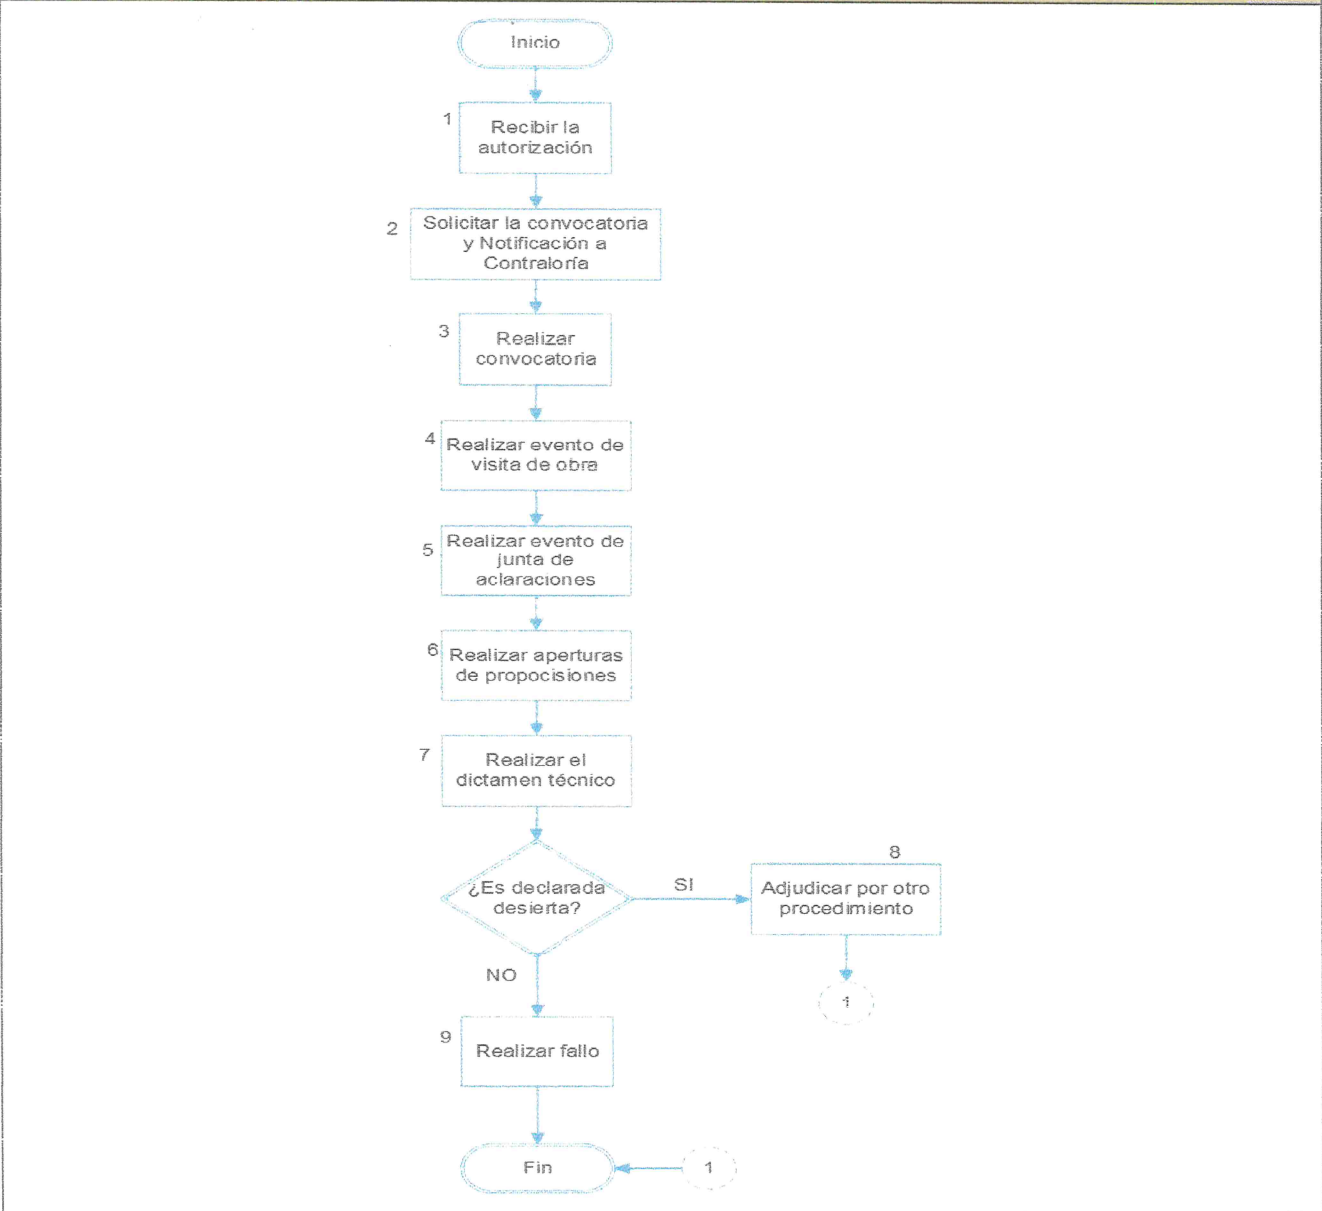 Inicio
1
Recibir la
autorización
2
Solicitar la convocatoria
y Notificación a
Contraloría
3
Realizar
convocatoria
4
Realizar evento de
visita de obra
5
Realizar evento de
junta de
aclaraciones
6
Realizar aperturas
de propocisiones
7
Realizar el
dictamen técnico
¿Es declarada
desierta?
SI
8
Adjudicar por otro
procedimiento
1
NO
9
Realizar fallo
Fin
1